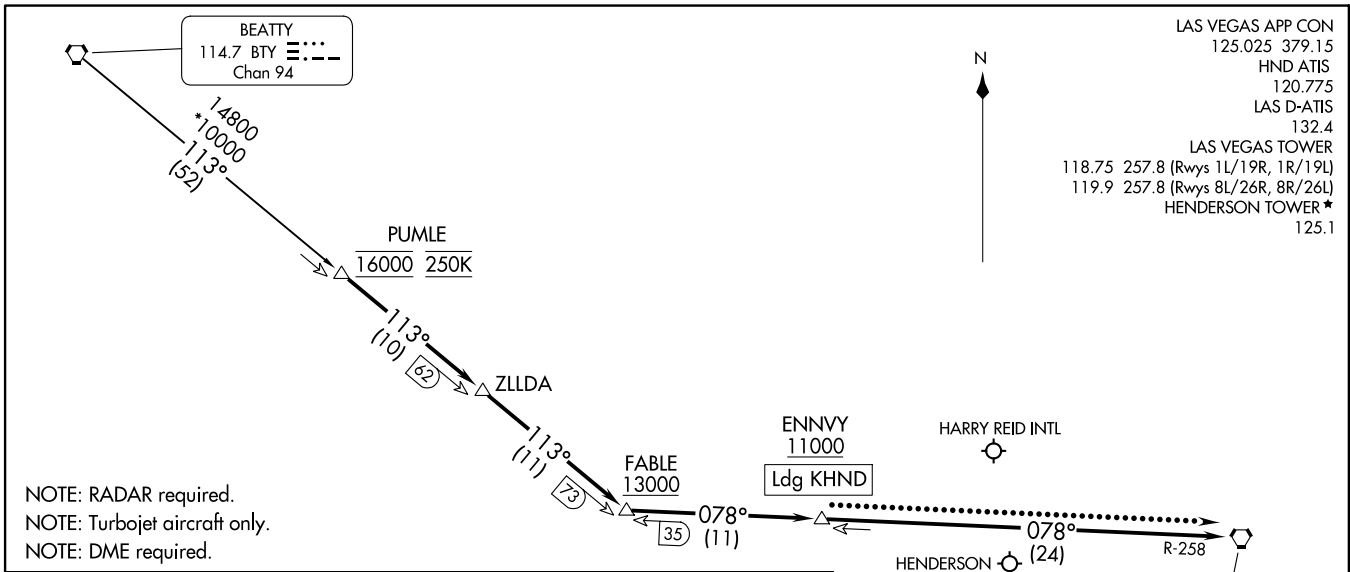 BEATTY
114.7 BTY
Chan 94
LAS VEGAS APP CON
125.025 379.15
HND ATIS
120.775
LAS D-ATIS
132.4
LAS VEGAS TOWER
118.75 257.8 (Rwys 1L/19R, 1R/19L)
119.9 257.8 (Rwys 8L/26R, 8R/26L)
HENDERSON TOWER ★
125.1
N
14800
*10000
113°
(52)
PUMLE
16000 250K
113°
(10)
62
ZLLDA
113°
(11)
73
FABLE
13000
35
078°
(11)
ENNVY
11000
Ldg KHND
HARRY REID INTL
078°
(24)
R-258
HENDERSON
NOTE: RADAR required.
NOTE: Turbojet aircraft only.
NOTE: DME required.